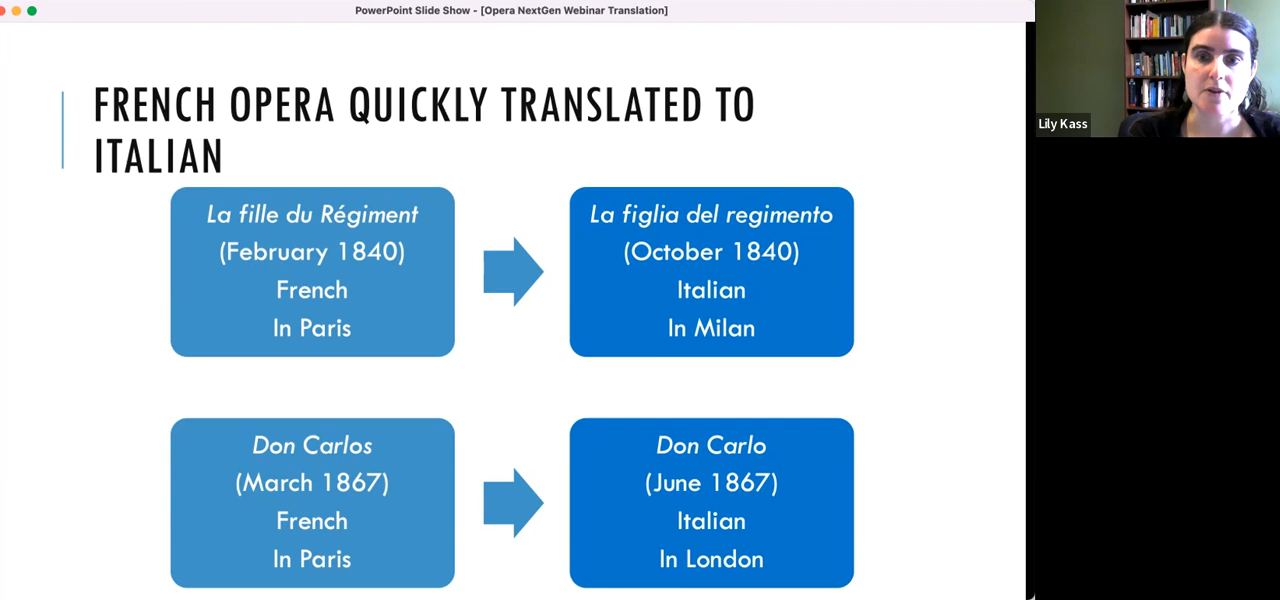 PowerPoint Slide Show - [Opera NextGen Webinar Translation]
FRENCH OPERA QUICKLY TRANSLATED TO
ITALIAN
La fille du Régiment
(February 1840)
French
In Paris
La figlia del regimento
(October 1840)
Italian
In Milan
Don Carlos
(March 1867)
French
In Paris
Don Carlo
(June 1867)
Italian
In London
Lily Kass